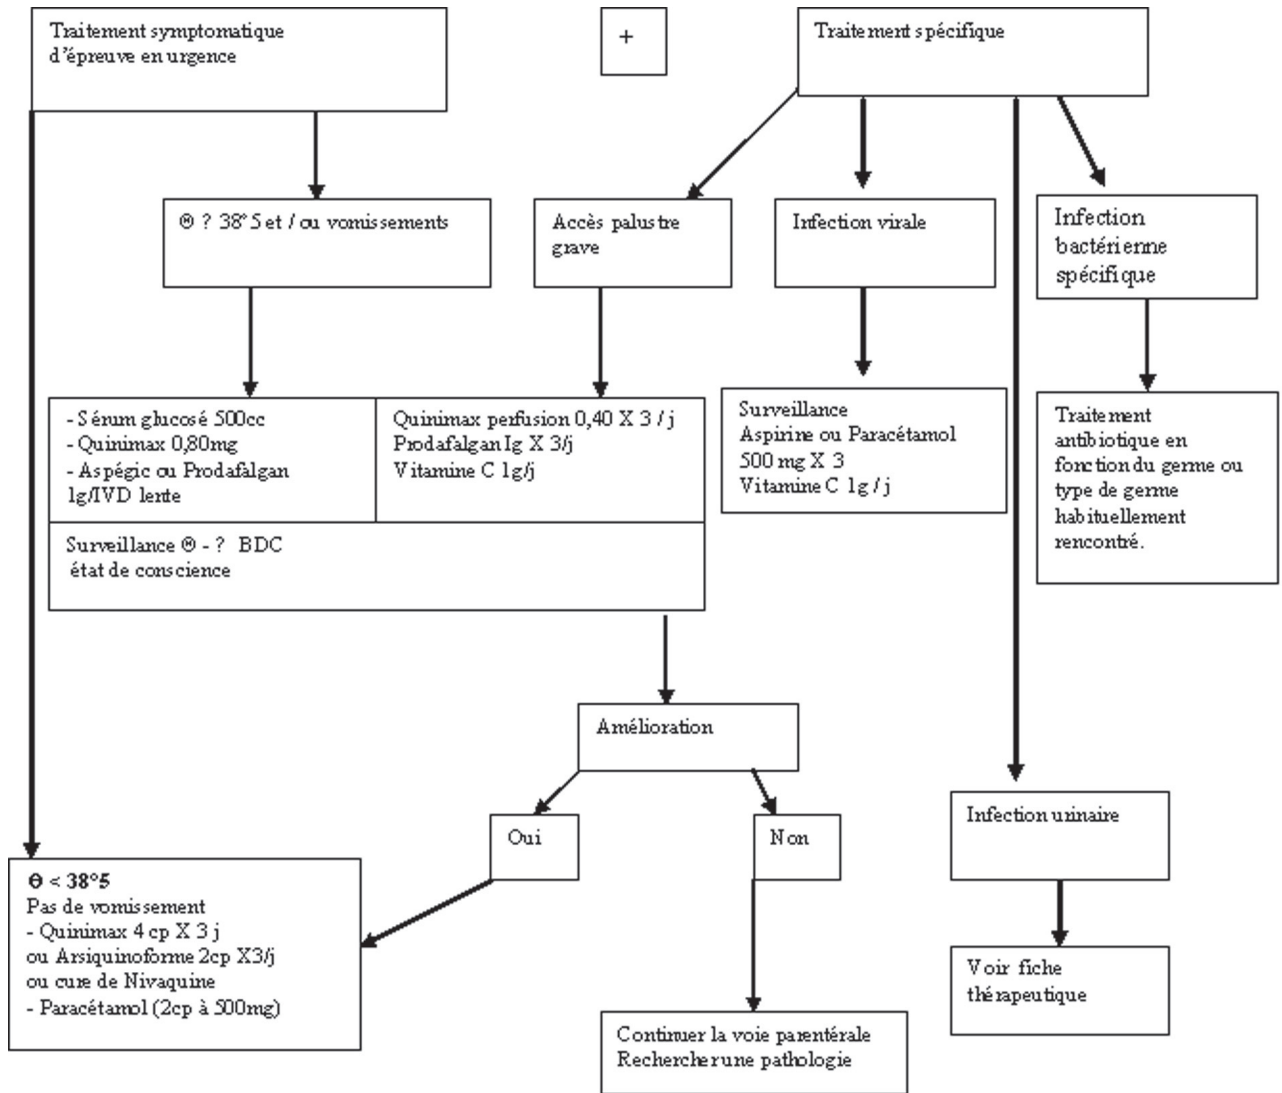 Traitement symptomatique
d'épreuve en urgence
+
Traitement spécifique
Θ ? 38°5 et / ou vomissements
Accès palustre
grave
Infection virale
Infection
bactérienne
spécifique
- Sérum glucosé 500cc
- Quinimax 0,80mg
- Aspégic ou Prodafalgan
1g/IVD lente
Quinimax perfusion 0,40 X 3 / j
Prodafalgan Ig X 3/j
Vitamine C 1g/j
Surveillance
Aspirine ou Paracétamol
500 mg X 3
Vitamine C 1g / j
Traitement
antibiotique en
fonction du germe ou
type de germe
habituellement
rencontré.
Surveillance Θ - ? BDC
état de conscience
Amélioration
Oui
Non
Infection urinaire
Θ < 38°5
Pas de vomissement
- Quinimax 4 cp X 3 j
ou Arsiquinoforme 2cp X3/j
ou cure de Nivaquine
- Paracétamol (2cp à 500mg)
Voir fiche
thérapeutique
Continuer la voie parentérale
Rechercher une pathologie